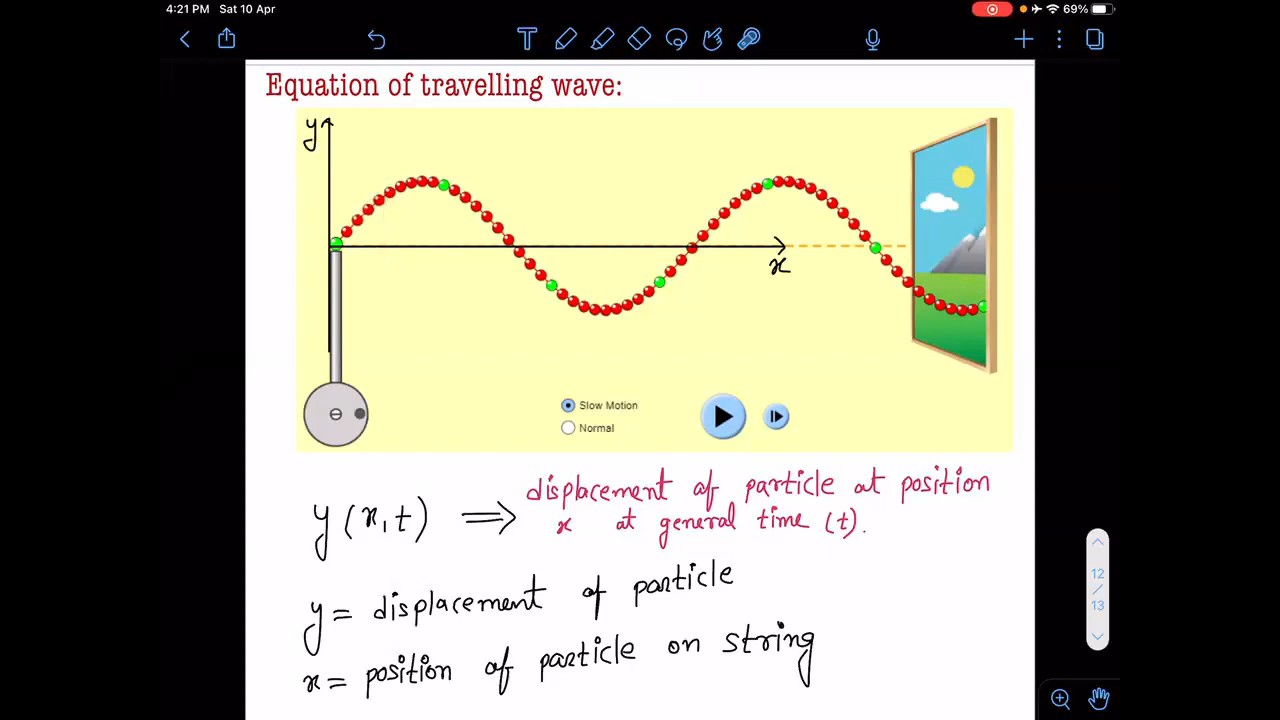 4:21 PM Sat 10 Apr
69%
Equation of travelling wave:
y
x
Slow Motion
Normal
y (x, t) ⟹ displacement of particle at position
x at general time (t).
y = displacement of particle
x = position of particle on string
12
/
13